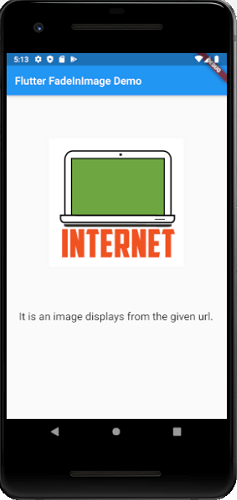 5:13
Flutter FadeInImage Demo
INTERNET
It is an image displays from the given url.